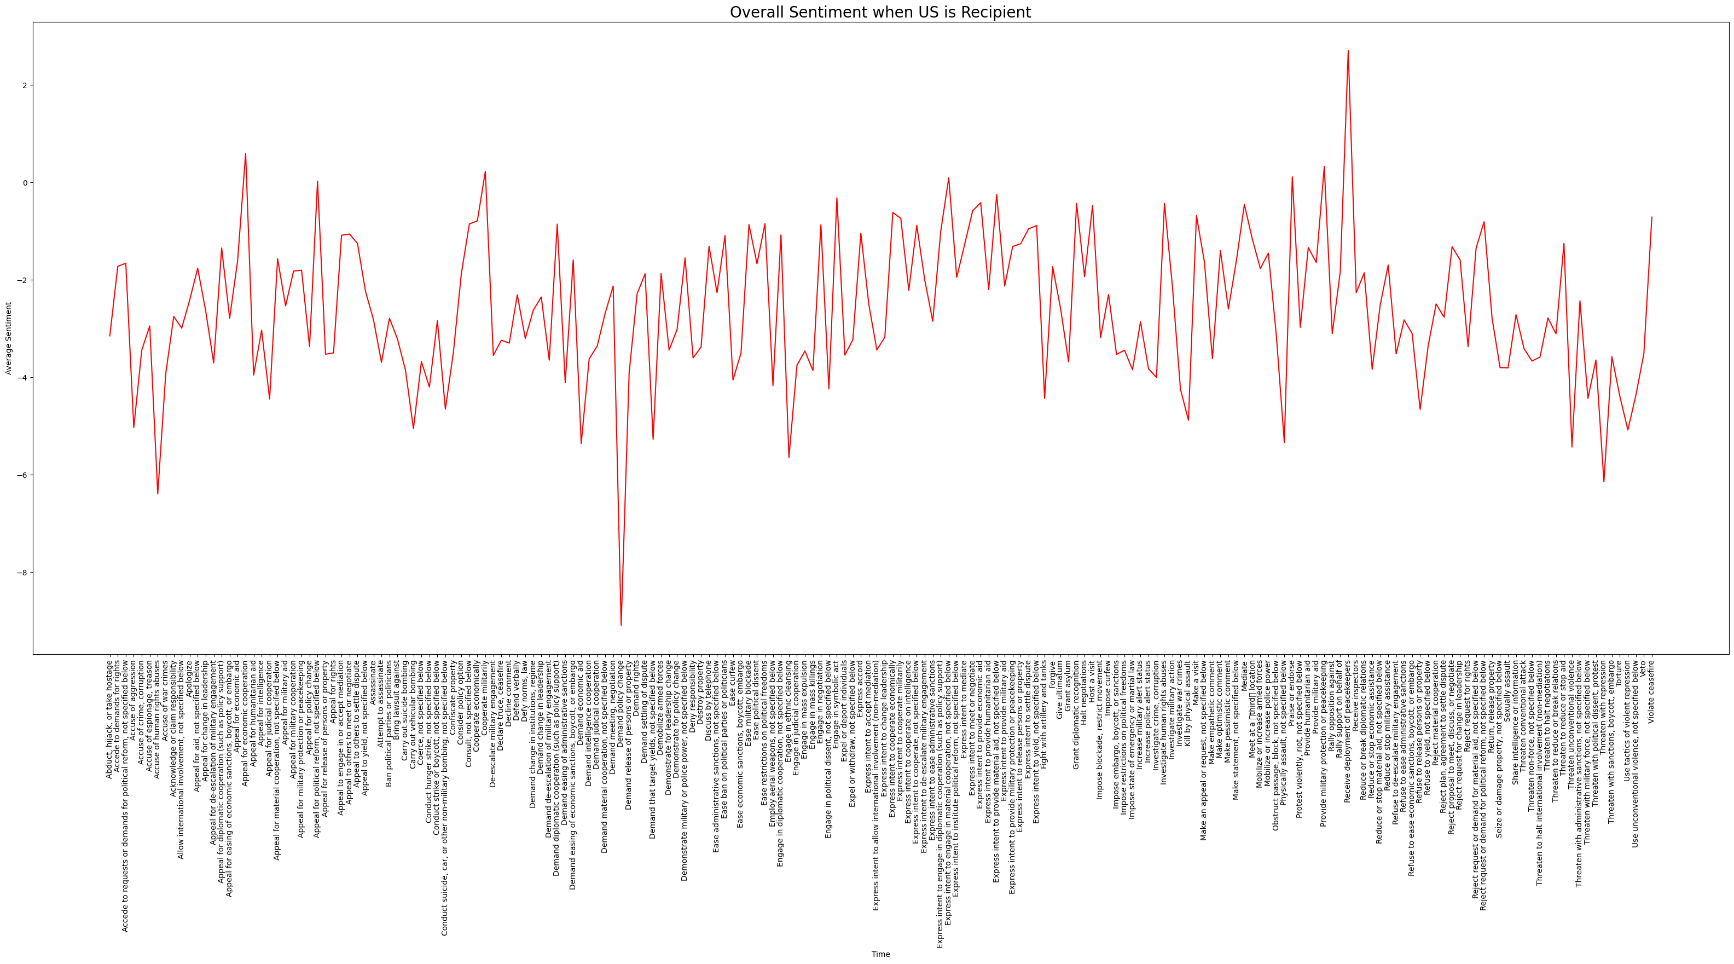 Overall Sentiment when US is Recipient
2
0
−2
−4
−6
−8
Average Sentiment
Abduct, hijack, or take hostage
Accede to demands for rights
Accede to requests or demands for political reform, not specified below
Accuse of aggression
Accuse of crime, corruption
Accuse of espionage, treason
Accuse of human rights abuses
Accuse of war crimes
Acknowledge or claim responsibility
Allow international involvement, not specified below
Apologize
Appeal for aid, not specified below
Appeal for change in leadership
Appeal for de-escalation of military engagement
Appeal for diplomatic cooperation (such as policy support)
Appeal for easing of economic sanctions, boycott, or embargo
Appeal for economic aid
Appeal for economic cooperation
Appeal for humanitarian aid
Appeal for intelligence
Appeal for judicial cooperation
Appeal for material cooperation, not specified below
Appeal for military aid
Appeal for military cooperation
Appeal for military protection or peacekeeping
Appeal for policy change
Appeal for political reform, not specified below
Appeal for release of persons or property
Appeal for rights
Appeal to engage in or accept mediation
Appeal to others to meet or negotiate
Appeal to others to settle dispute
Appeal to yield, not specified below
Assassinate
Attempt to assassinate
Ban political parties or politicians
Bring lawsuit against
Carry out suicide bombing
Carry out vehicular bombing
Coerce, not specified below
Conduct hunger strike, not specified below
Conduct strike or boycott, not specified below
Conduct suicide, car, or other non-military bombing, not specified below
Confiscate property
Consider policy option
Consult, not specified below
Cooperate economically
Cooperate militarily
De-escalate military engagement
Declare truce, ceasefire
Decline comment
Defend verbally
Defy norms, law
Demand change in institutions, regime
Demand change in leadership
Demand de-escalation of military engagement
Demand diplomatic cooperation (such as policy support)
Demand easing of administrative sanctions
Demand easing of economic sanctions, boycott, or embargo
Demand economic aid
Demand economic cooperation
Demand judicial cooperation
Demand material cooperation, not specified below
Demand meeting, negotiation
Demand policy change
Demand release of persons or property
Demand rights
Demand settling of dispute
Demand that target yields, not specified below
Demobilize armed forces
Demonstrate for leadership change
Demonstrate for policy change
Demonstrate military or police power, not specified below
Deny responsibility
Destroy property
Discuss by telephone
Ease administrative sanctions, not specified below
Ease ban on political parties or politicians
Ease curfew
Ease economic sanctions, boycott, embargo
Ease military blockade
Ease political dissent
Ease restrictions on political freedoms
Employ aerial weapons, not specified below
Engage in diplomatic cooperation, not specified below
Engage in ethnic cleansing
Engage in judicial cooperation
Engage in mass expulsion
Engage in mass killings
Engage in negotiation
Engage in political dissent, not specified below
Engage in symbolic act
Expel or deport individuals
Expel or withdraw, not specified below
Express accord
Express intent to accept mediation
Express intent to allow international involvement (non-mediation)
Express intent to change leadership
Express intent to cooperate economically
Express intent to cooperate militarily
Express intent to cooperate on intelligence
Express intent to cooperate, not specified below
Express intent to de-escalate military engagement
Express intent to ease administrative sanctions
Express intent to engage in diplomatic cooperation (such as policy support)
Express intent to engage in material cooperation, not specified below
Express intent to institute political reform, not specified below
Express intent to mediate
Express intent to meet or negotiate
Express intent to provide economic aid
Express intent to provide humanitarian aid
Express intent to provide material aid, not specified below
Express intent to provide military aid
Express intent to provide military protection or peacekeeping
Express intent to release persons or property
Express intent to settle dispute
Express intent to yield, not specified below
Fight with artillery and tanks
Forgive
Give ultimatum
Grant asylum
Grant diplomatic recognition
Halt negotiations
Host a visit
Impose blockade, restrict movement
Impose curfew
Impose embargo, boycott, or sanctions
Impose restrictions on political freedoms
Impose state of emergency or martial law
Increase military alert status
Increase police alert status
Investigate crime, corruption
Investigate human rights abuses
Investigate military action
Investigate war crimes
Kill by physical assault
Make a visit
Make an appeal or request, not specified below
Make empathetic comment
Make optimistic comment
Make pessimistic comment
Make statement, not specified below
Mediate
Meet at a 'third' location
Mobilize or increase armed forces
Mobilize or increase police power
Obstruct passage, block, not specified below
Physically assault, not specified below
Praise or endorse
Protest violently, riot, not specified below
Provide humanitarian aid
Provide military aid
Provide military protection or peacekeeping
Rally opposition against
Rally support on behalf of
Receive deployment of peacekeepers
Receive inspectors
Reduce or break diplomatic relations
Reduce or stop material aid, not specified below
Reduce or stop economic assistance
Reduce or stop military assistance
Refuse to de-escalate military engagement
Refuse to ease administrative sanctions
Refuse to ease economic sanctions, boycott, or embargo
Refuse to release persons or property
Refuse to yield, not specified below
Reject material cooperation
Reject plan, agreement to settle dispute
Reject proposal to meet, discuss, or negotiate
Reject request for change in leadership
Reject request for rights
Reject request or demand for material aid, not specified below
Reject request or demand for political reform, not specified below
Return, release property
Seize or damage property, not specified below
Sexually assault
Share intelligence or information
Threaten conventional attack
Threaten non-force, not specified below
Threaten to halt international involvement (non-mediation)
Threaten to halt negotiations
Threaten to reduce or break relations
Threaten to reduce or stop aid
Threaten unconventional violence
Threaten with administrative sanctions, not specified below
Threaten with military force, not specified below
Threaten with political dissent, protest
Threaten with repression
Threaten with sanctions, boycott, embargo
Torture
Use tactics of violent repression
Use unconventional violence, not specified below
Veto
Violate ceasefire
Time